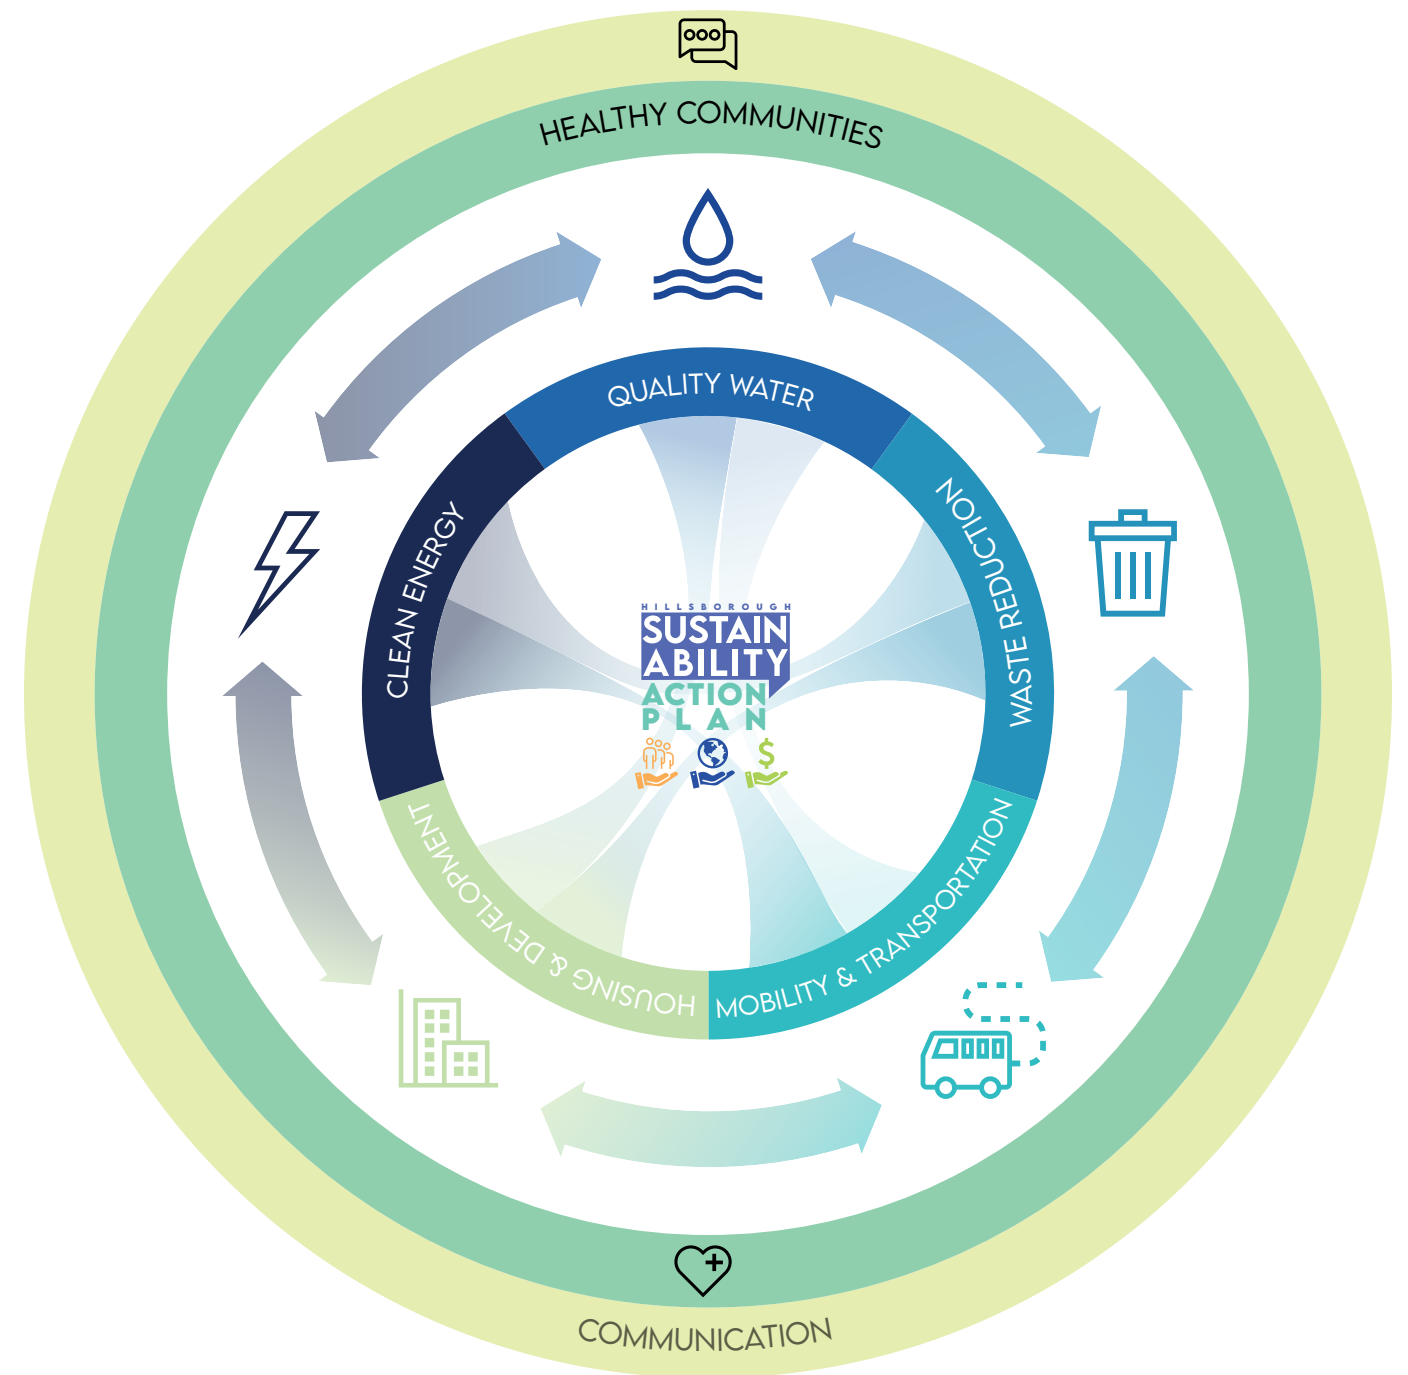 HEALTHY COMMUNITIES
QUALITY WATER
CLEAN ENERGY
WASTE REDUCTION
HILLSBOROUGH
SUSTAIN
ABILITY
ACTION
PLAN
$
HOUSING & DEVELOPMENT
MOBILITY & TRANSPORTATION
COMMUNICATION